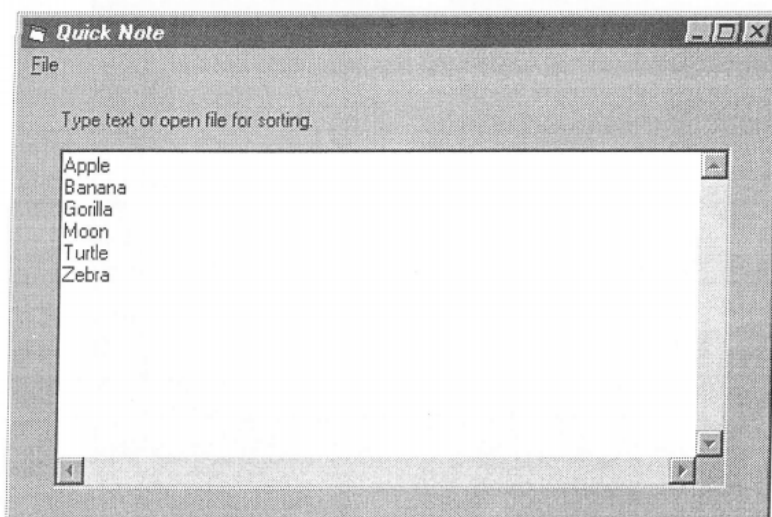 Quick Note
File
Type text or open file for sorting.
Apple
Banana
Gorilla
Moon
Turtle
Zebra